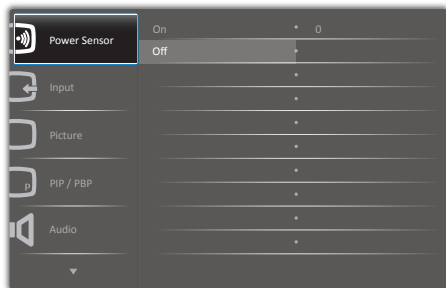 Power Sensor
On 0
Off
Input
Picture
P
PIP / PBP
Audio